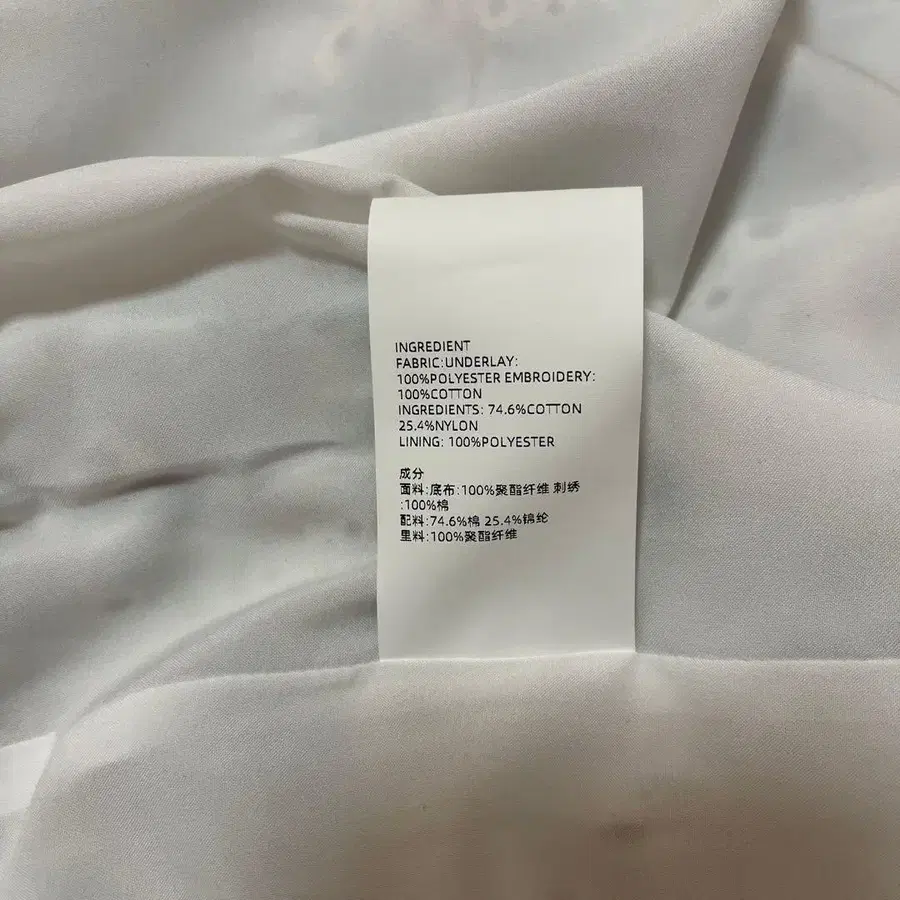 INGREDIENT
FABRIC:UNDERLAY:
100%POLYESTER EMBROIDERY:
100%COTTON
INGREDIENTS: 74.6%COTTON
25.4%NYLON
LINING: 100%POLYESTER
成分
面料:底布:100%聚酯纤维 刺绣
:100%棉
配料:74.6%棉 25.4%锦纶
里料:100%聚酯纤维